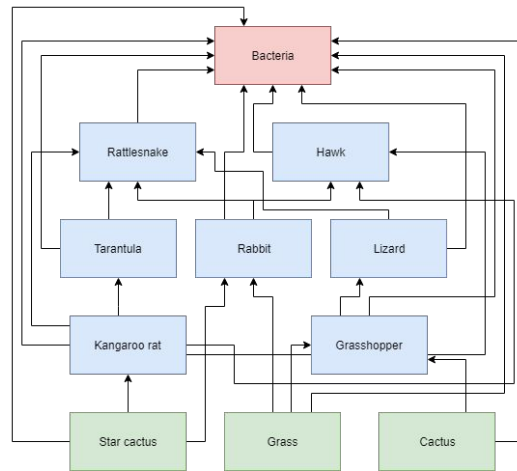 Bacteria
Rattlesnake
Hawk
Tarantula
Rabbit
Lizard
Kangaroo rat
Grasshopper
Star cactus
Grass
Cactus